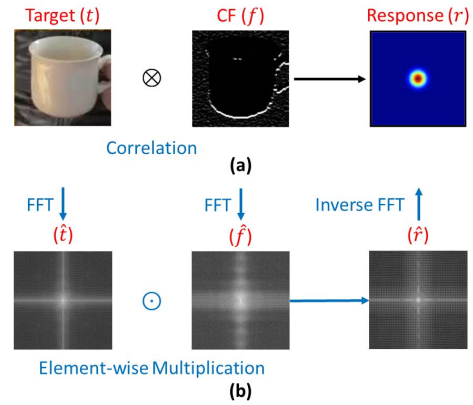 Target (t) CF (f) Response (r)
⊗
Correlation
(a)
FFT FFT Inverse FFT
(t̂) (f̂) (r̂)
⊙
Element-wise Multiplication
(b)